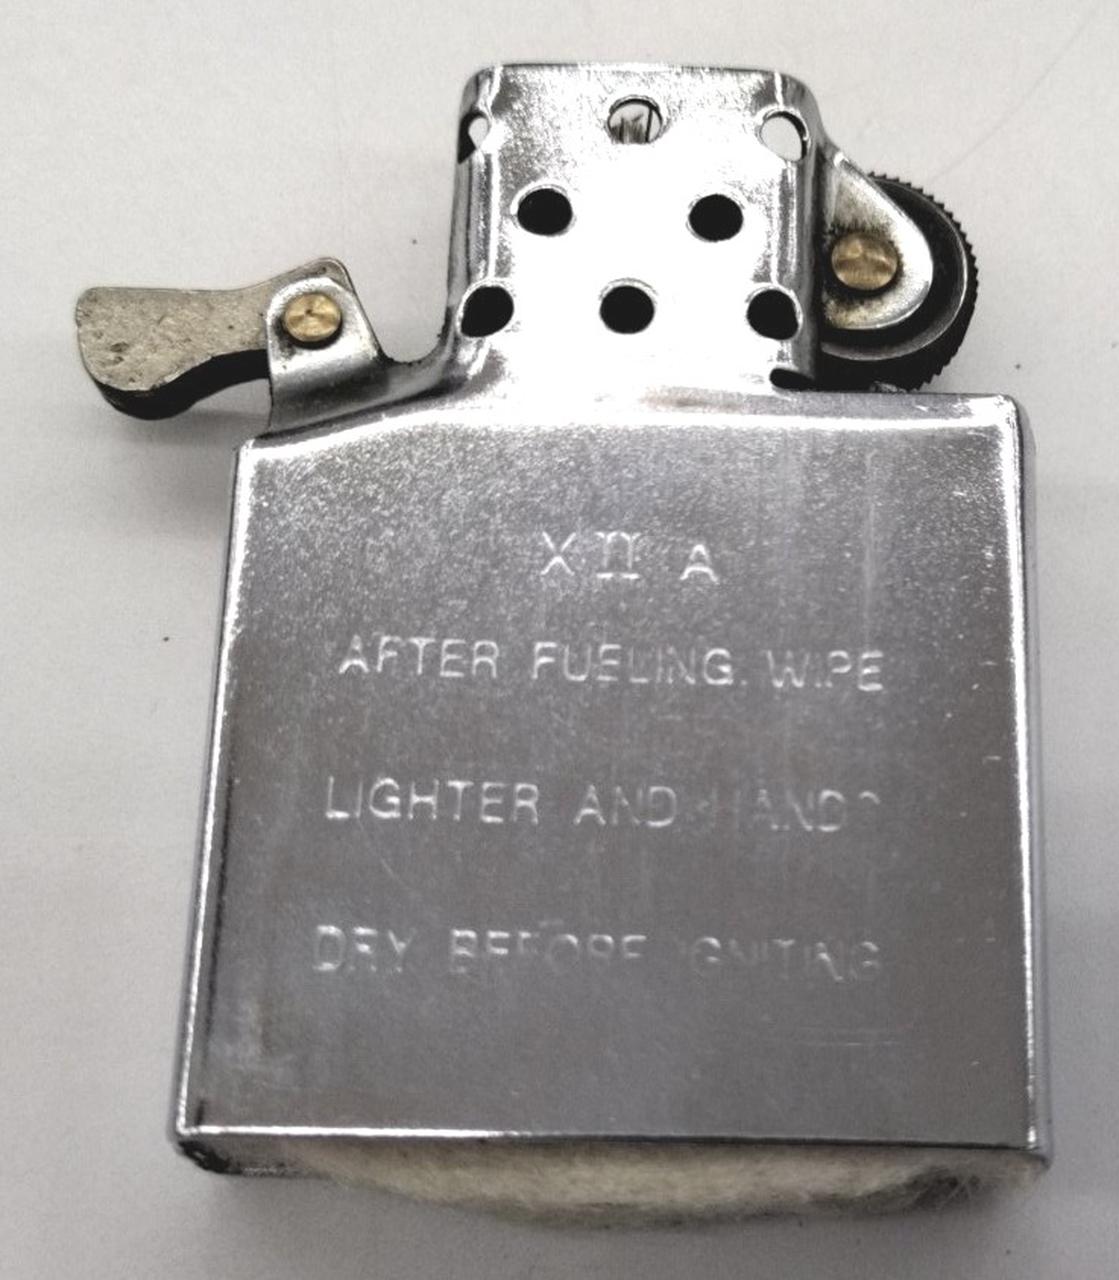 XII A
AFTER FUELING, WIPE
LIGHTER AND HANDS
DRY BEFORE IGNITING